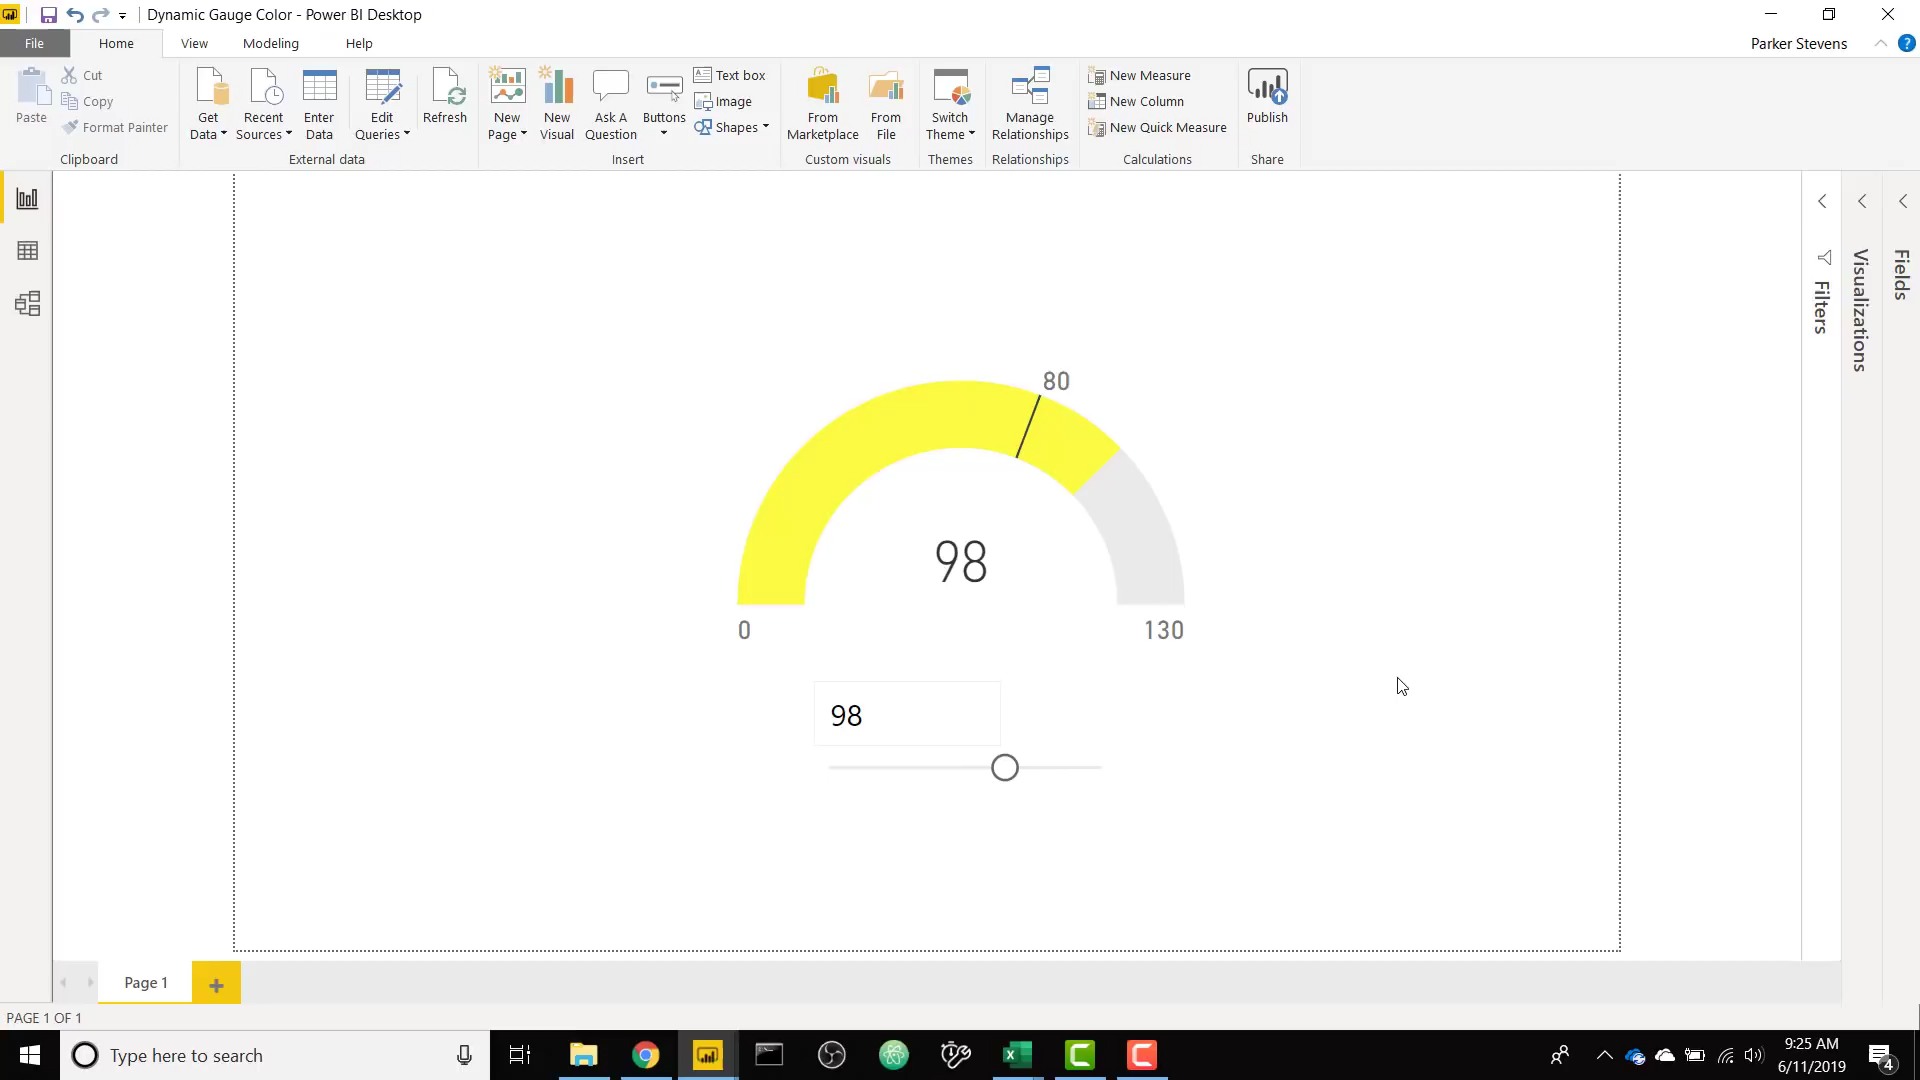 Dynamic Gauge Color - Power BI Desktop
File
Home
View
Modeling
Help
Parker Stevens
?
Paste
Cut
Copy
Format Painter
Clipboard
Get Data
Recent Sources
Enter Data
Edit Queries
Refresh
External data
New Page
New Visual
Ask A Question
Buttons
Text box
Image
Shapes
Insert
From Marketplace
From File
Custom visuals
Switch Theme
Themes
Manage Relationships
Relationships
New Measure
New Column
New Quick Measure
Calculations
Publish
Share
Filters
Visualizations
Fields
80
98
0
130
98
Page 1
PAGE 1 OF 1
Type here to search
9:25 AM
6/11/2019
4